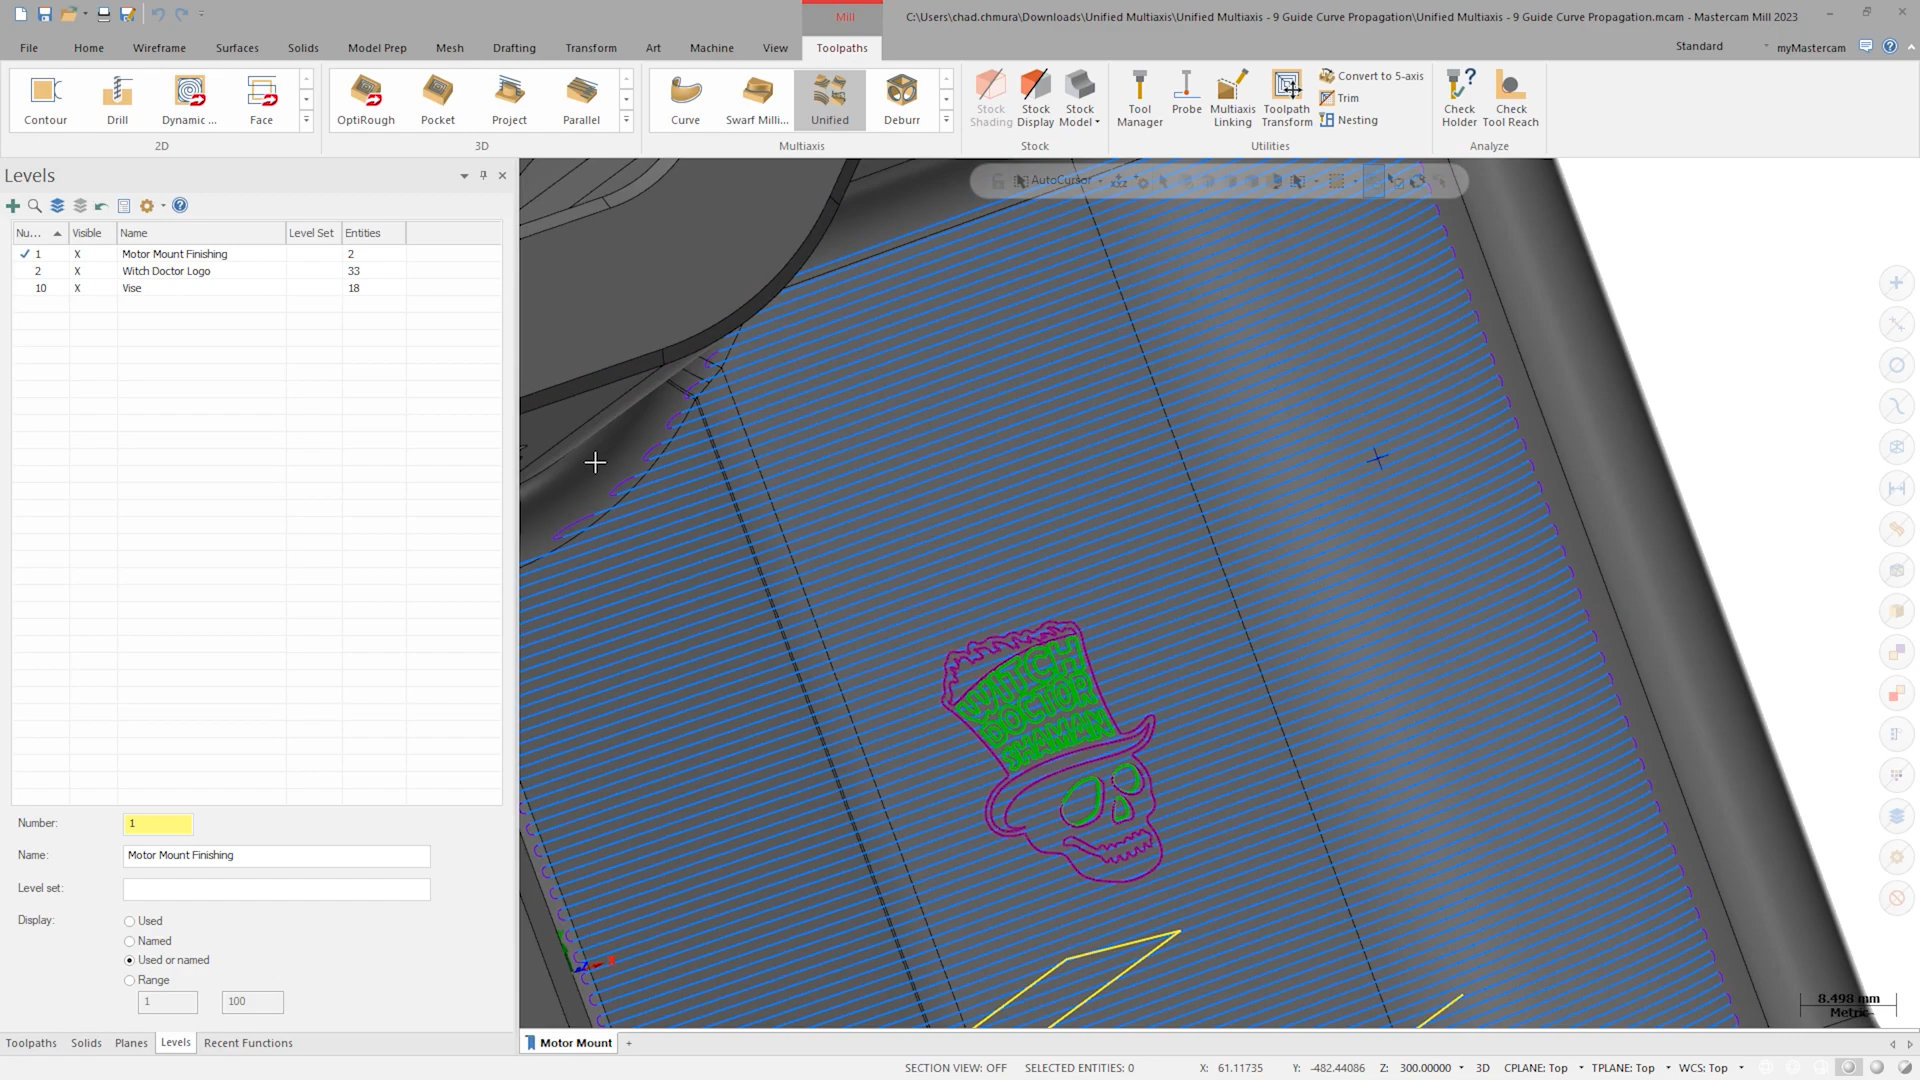 Mill
C:\Users\chad.chmura\Downloads\Unified Multiaxis\Unified Multiaxis - 9 Guide Curve Propagation\Unified Multiaxis - 9 Guide Curve Propagation.mcam - Mastercam Mill 2023
File Home Wireframe Surfaces Solids Model Prep Mesh Drafting Transform Art Machine View Toolpaths Standard myMastercam
Contour Drill Dynamic ... Face OptiRough Pocket Project Parallel Curve Swarf Milli... Unified Deburr
Stock Shading Stock Display Stock Model Tool Manager Probe Multiaxis Linking Toolpath Transform Convert to 5-axis Trim Nesting Check Holder Check Tool Reach
2D 3D Multiaxis Stock Utilities Analyze
Levels
AutoCursor
Nu... Visible Name Level Set Entities
1 X Motor Mount Finishing 2
2 X Witch Doctor Logo 33
10 X Vise 18
WITCH
DOCTOR
SHAMAN
Number: 1
Name: Motor Mount Finishing
Level set:
Display: Used
Named
Used or named
Range
1 100
8.498 mm
Metric
Toolpaths Solids Planes Levels Recent Functions
Motor Mount +
SECTION VIEW: OFF SELECTED ENTITIES: 0 X: 61.11735 Y: -482.44086 Z: 300.00000 3D CPLANE: Top TPLANE: Top WCS: Top